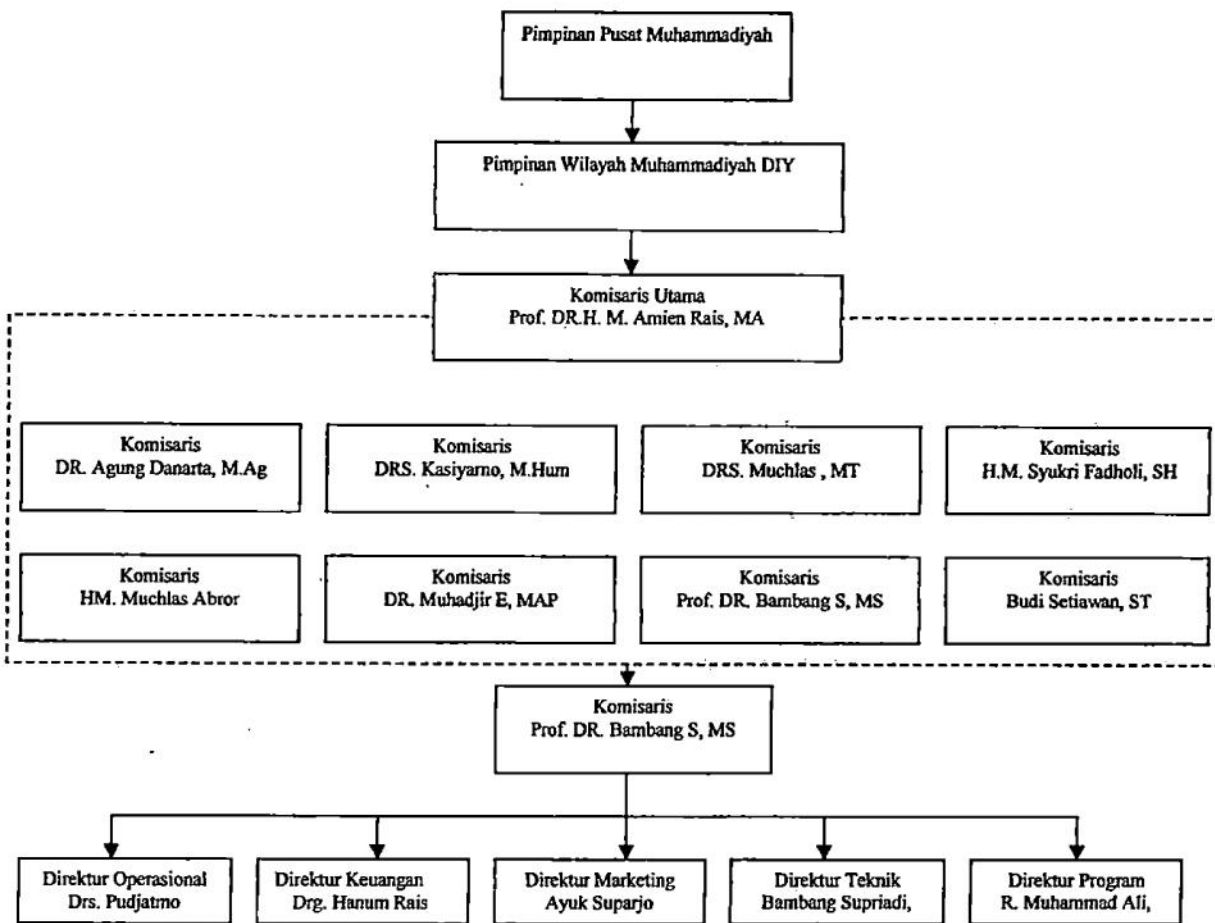 Pimpinan Pusat Muhammadiyah
Pimpinan Wilayah Muhammadiyah DIY
Komisaris Utama
Prof. DR.H. M. Amien Rais, MA
Komisaris
DR. Agung Danarta, M.Ag
Komisaris
DRS. Kasiyarno, M.Hum
Komisaris
DRS. Muchlas , MT
Komisaris
H.M. Syukri Fadholi, SH
Komisaris
HM. Muchlas Abror
Komisaris
DR. Muhadjir E, MAP
Komisaris
Prof. DR. Bambang S, MS
Komisaris
Budi Setiawan, ST
Komisaris
Prof. DR. Bambang S, MS
Direktur Operasional
Drs. Pudjatmo
Direktur Keuangan
Drg. Hanum Rais
Direktur Marketing
Ayuk Suparjo
Direktur Teknik
Bambang Supriadi,
Direktur Program
R. Muhammad Ali,